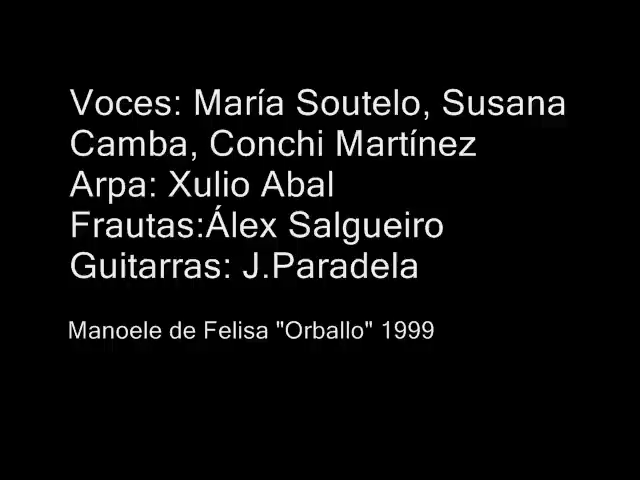 Voces: María Soutelo, Susana
Camba, Conchi Martínez
Arpa: Xulio Abal
Frautas:Álex Salgueiro
Guitarras: J.Paradela
Manoele de Felisa "Orballo" 1999